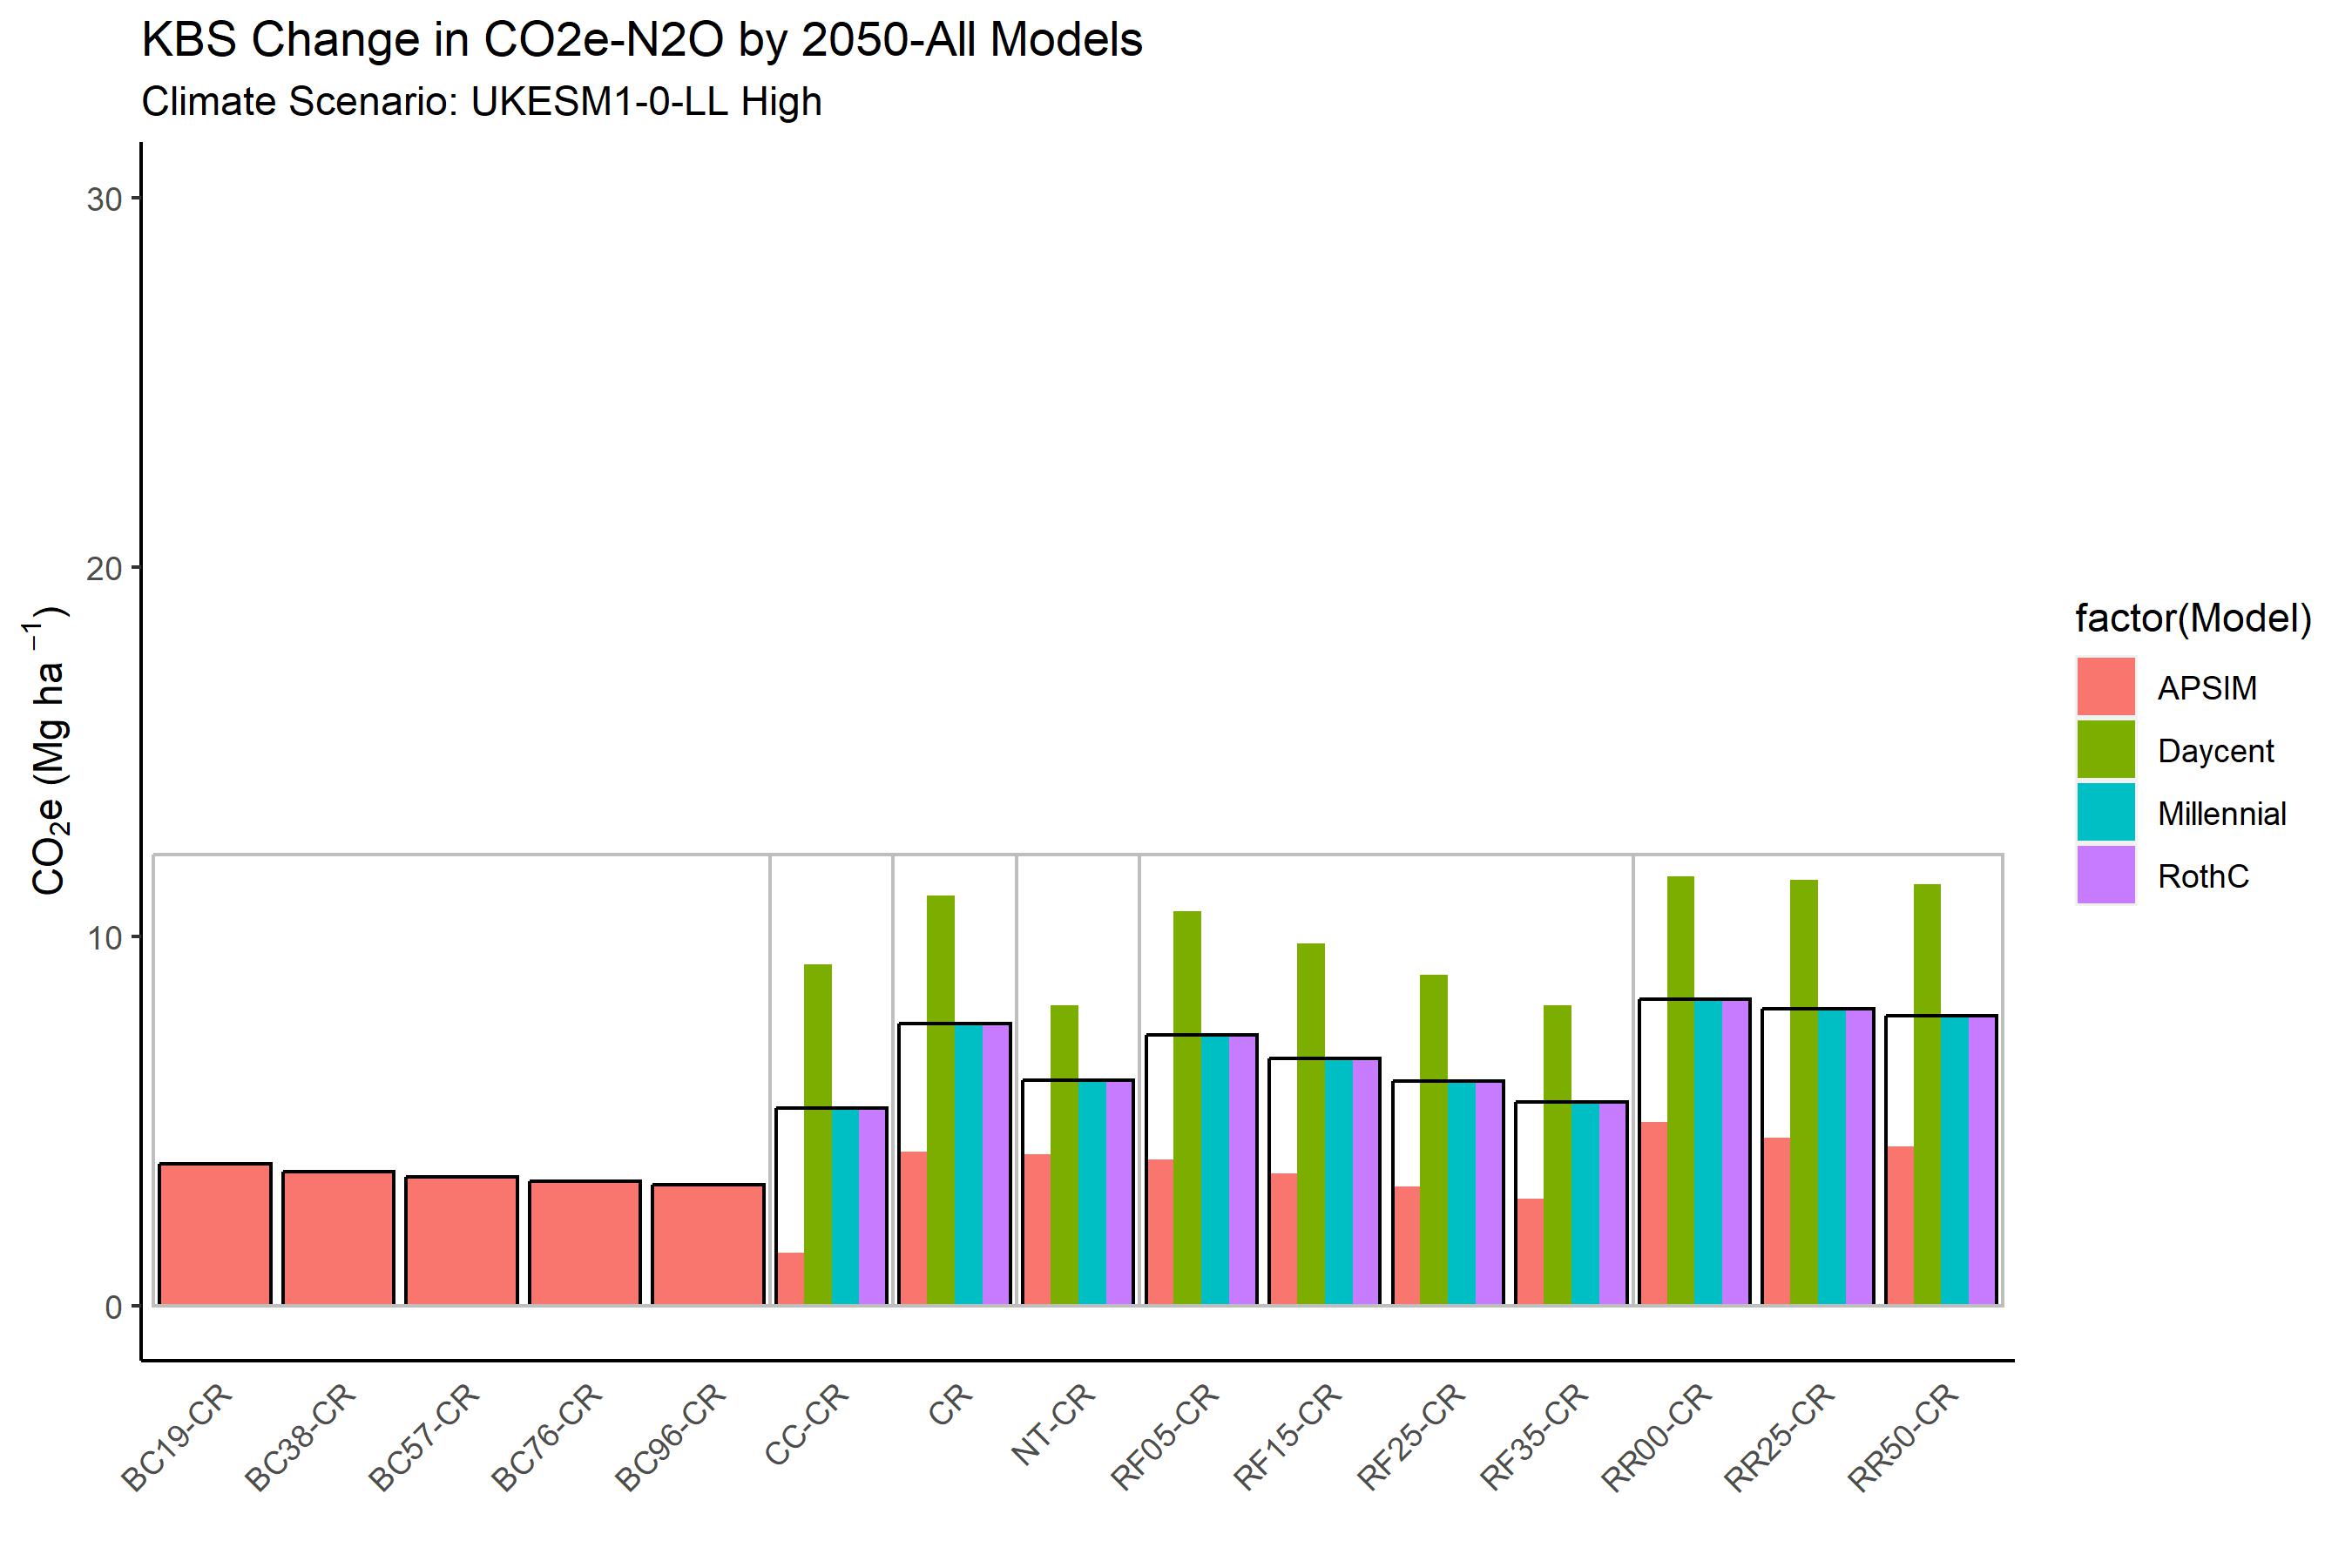 KBS Change in CO2e-N2O by 2050-All Models
Climate Scenario: UKESM1-0-LL High
CO₂e (Mg ha ⁻¹)
30
20
10
0
BC19-CR
BC38-CR
BC57-CR
BC76-CR
BC96-CR
CC-CR
CR
NT-CR
RF05-CR
RF15-CR
RF25-CR
RF35-CR
RR00-CR
RR25-CR
RR50-CR
factor(Model)
APSIM
Daycent
Millennial
RothC